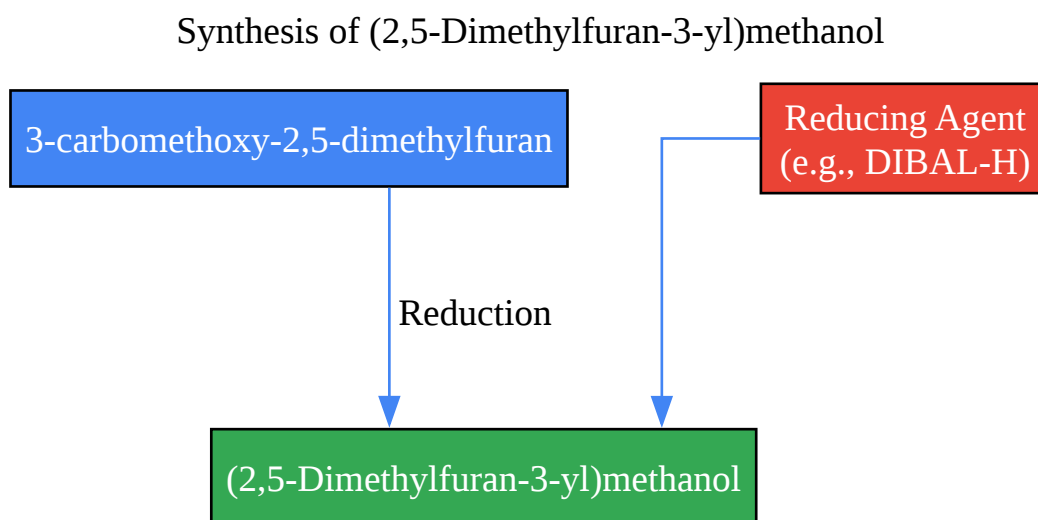 Synthesis of (2,5-Dimethylfuran-3-yl)methanol
3-carbomethoxy-2,5-dimethylfuran
Reducing Agent
(e.g., DIBAL-H)
Reduction
(2,5-Dimethylfuran-3-yl)methanol